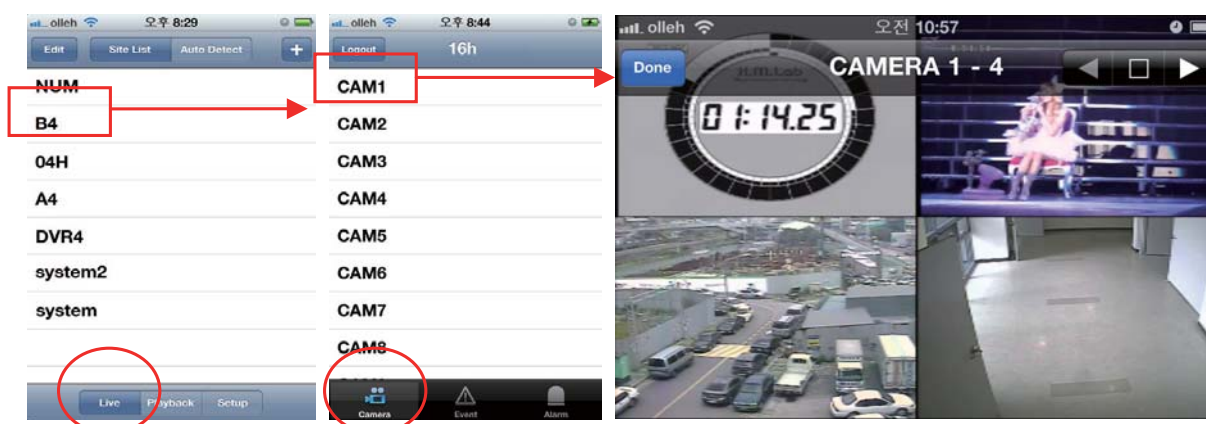 olleh 오후 8:29
Edit Site List Auto Detect +
NUM
B4
04H
A4
DVR4
system2
system
Live Playback Setup
olleh 오후 8:44
Logout 16h
CAM1
CAM2
CAM3
CAM4
CAM5
CAM6
CAM7
CAM8
Camera Event Alarm
olleh 오전 10:57
Done CAMERA 1 - 4
H.M.Lab
01:14.25